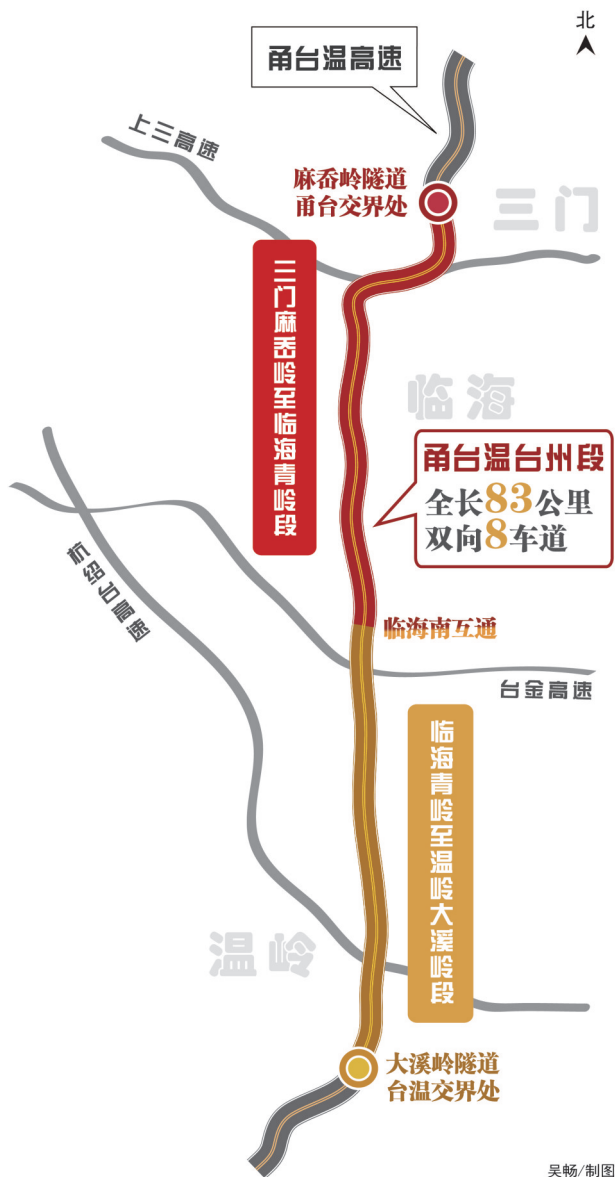 北
甬台温高速
上三高速
麻岙岭隧道
甬台交界处
三门
三门麻岙岭至临海青岭段
临海
甬台温台州段
全长83公里
双向8车道
杭绍台高速
临海南互通
台金高速
临海青岭至温岭大溪岭段
温岭
大溪岭隧道
台温交界处
吴畅/制图